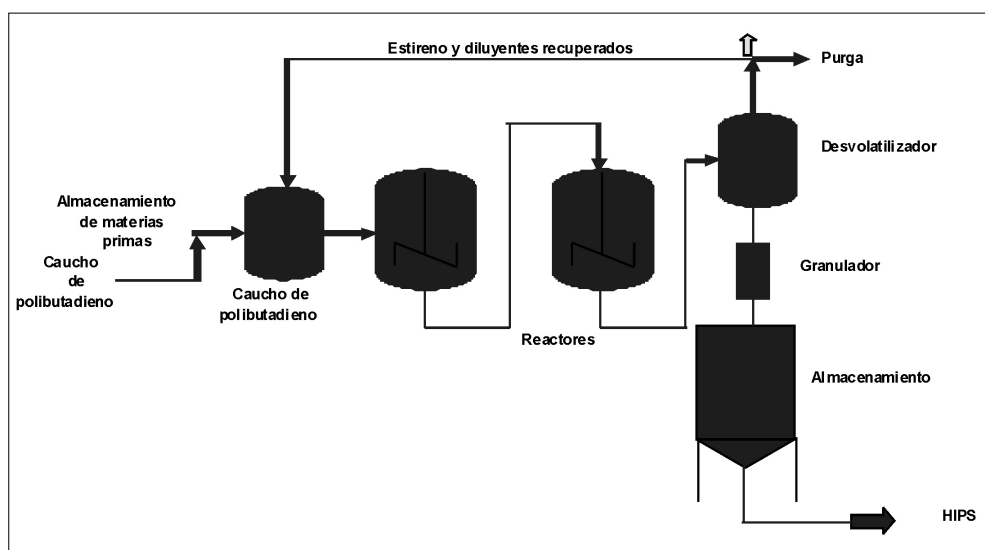 Estireno y diluyentes recuperados
Purga
Desvolatilizador
Almacenamiento
de materias
primas
Caucho
de
polibutadieno
Caucho de
polibutadieno
Granulador
Reactores
Almacenamiento
HIPS